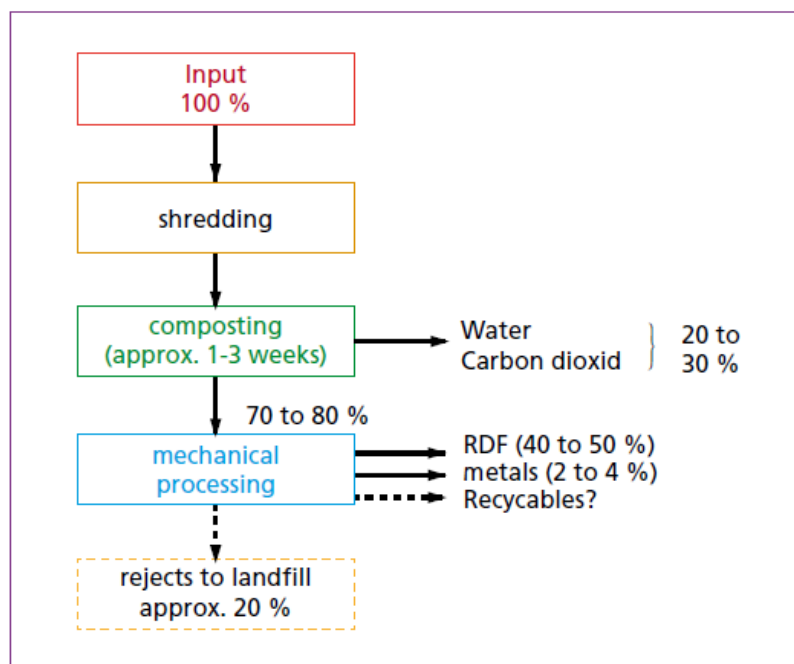 Input
100 %
shredding
composting
(approx. 1-3 weeks)
Water
Carbon dioxid
20 to
30 %
70 to 80 %
mechanical
processing
RDF (40 to 50 %)
metals (2 to 4 %)
Recycables?
rejects to landfill
approx. 20 %